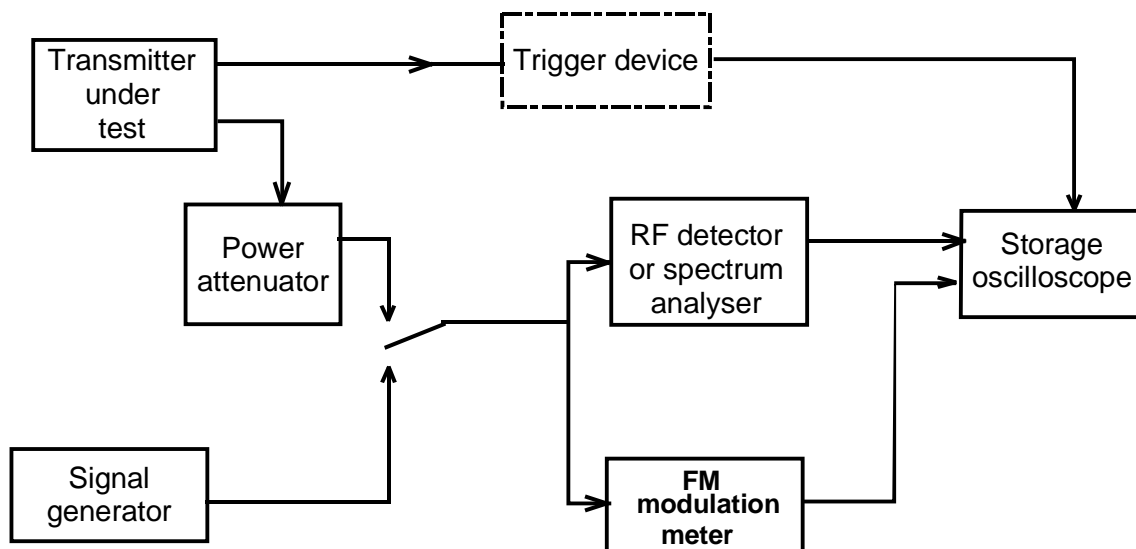 Transmitter
under
test
Trigger device
Power
attenuator
RF detector
or spectrum
analyser
Storage
oscilloscope
Signal
generator
FM
modulation
meter